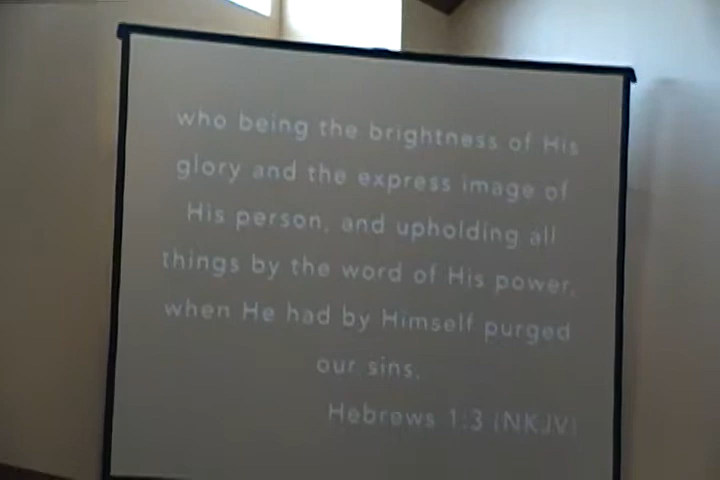 who being the brightness of His
glory and the express image of
His person, and upholding all
things by the word of His power,
when He had by Himself purged
our sins,
Hebrews 1:3 (NKJV)